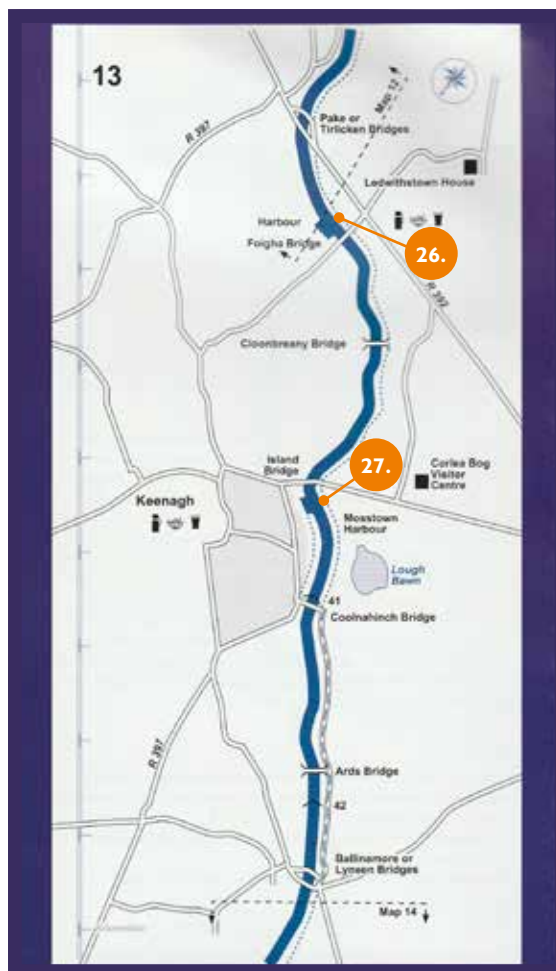 13
R 397
Map 12
Pake or
Tirlicken Bridges
Ledwithstown House
Harbour
Foigha Bridge
26.
R 392
Cloonbreany Bridge
Island
Bridge
27.
Corlea Bog
Visitor
Centre
Keenagh
Mosstown
Harbour
Lough
Bawn
41
Coolnahinch Bridge
R 397
Ards Bridge
42
Ballinamore or
Lyneen Bridges
Map 14